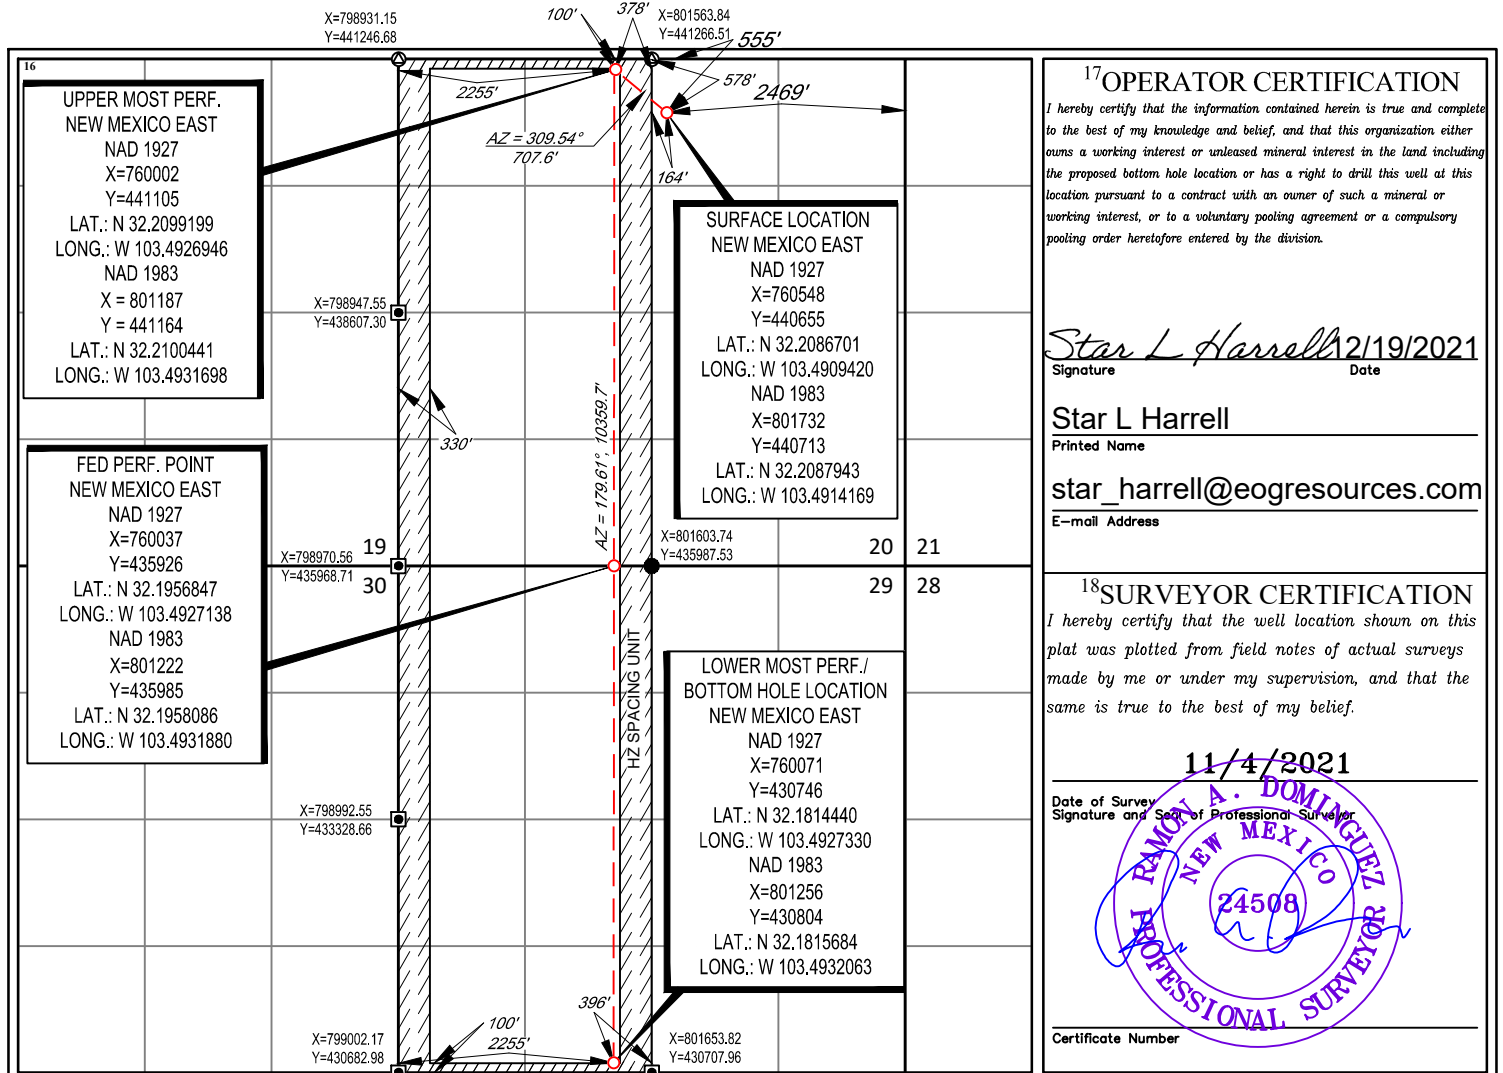 X=798931.15
Y=441246.68
100'
378'
X=801563.84
Y=441266.51
555'
16
2255'
578'
2469'
AZ = 309.54°
707.6'
164'
UPPER MOST PERF.
NEW MEXICO EAST
NAD 1927
X=760002
Y=441105
LAT.: N 32.2099199
LONG.: W 103.4926946
NAD 1983
X = 801187
Y = 441164
LAT.: N 32.2100441
LONG.: W 103.4931698
SURFACE LOCATION
NEW MEXICO EAST
NAD 1927
X=760548
Y=440655
LAT.: N 32.2086701
LONG.: W 103.4909420
NAD 1983
X=801732
Y=440713
LAT.: N 32.2087943
LONG.: W 103.4914169
X=798947.55
Y=438607.30
330'
AZ = 179.61°, 10359.7'
FED PERF. POINT
NEW MEXICO EAST
NAD 1927
X=760037
Y=435926
LAT.: N 32.1956847
LONG.: W 103.4927138
NAD 1983
X=801222
Y=435985
LAT.: N 32.1958086
LONG.: W 103.4931880
X=798970.56
Y=435968.71
19
30
X=801603.74
Y=435987.53
20
21
29
28
HZ SPACING UNIT
LOWER MOST PERF./
BOTTOM HOLE LOCATION
NEW MEXICO EAST
NAD 1927
X=760071
Y=430746
LAT.: N 32.1814440
LONG.: W 103.4927330
NAD 1983
X=801256
Y=430804
LAT.: N 32.1815684
LONG.: W 103.4932063
X=798992.55
Y=433328.66
396'
100'
2255'
X=799002.17
Y=430682.98
X=801653.82
Y=430707.96
17OPERATOR CERTIFICATION
I hereby certify that the information contained herein is true and complete
to the best of my knowledge and belief, and that this organization either
owns a working interest or unleased mineral interest in the land including
the proposed bottom hole location or has a right to drill this well at this
location pursuant to a contract with an owner of such a mineral or
working interest, or to a voluntary pooling agreement or a compulsory
pooling order heretofore entered by the division.
Star L Harrell 12/19/2021
Signature Date
Star L Harrell
Printed Name
star_harrell@eogresources.com
E-mail Address
18SURVEYOR CERTIFICATION
I hereby certify that the well location shown on this
plat was plotted from field notes of actual surveys
made by me or under my supervision, and that the
same is true to the best of my belief.
11/4/2021
Date of Survey
Signature and Seal of Professional Surveyor
RAMON A. DOMINGUEZ
NEW MEXICO
24508
PROFESSIONAL SURVEYOR
Certificate Number